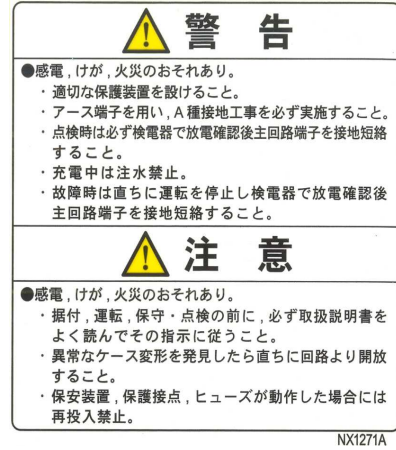 警 告
●感電,けが,火災のおそれあり。
・適切な保護装置を設けること。
・アース端子を用い,A種接地工事を必ず実施すること。
・点検時は必ず検電器で放電確認後主回路端子を接地短絡
すること。
・充電中は注水禁止。
・故障時は直ちに運転を停止し検電器で放電確認後
主回路端子を接地短絡すること。
注 意
●感電,けが,火災のおそれあり。
・据付,運転,保守・点検の前に,必ず取扱説明書を
よく読んでその指示に従うこと。
・異常なケース変形を発見したら直ちに回路より開放
すること。
・保安装置,保護接点,ヒューズが動作した場合には
再投入禁止。
NX1271A